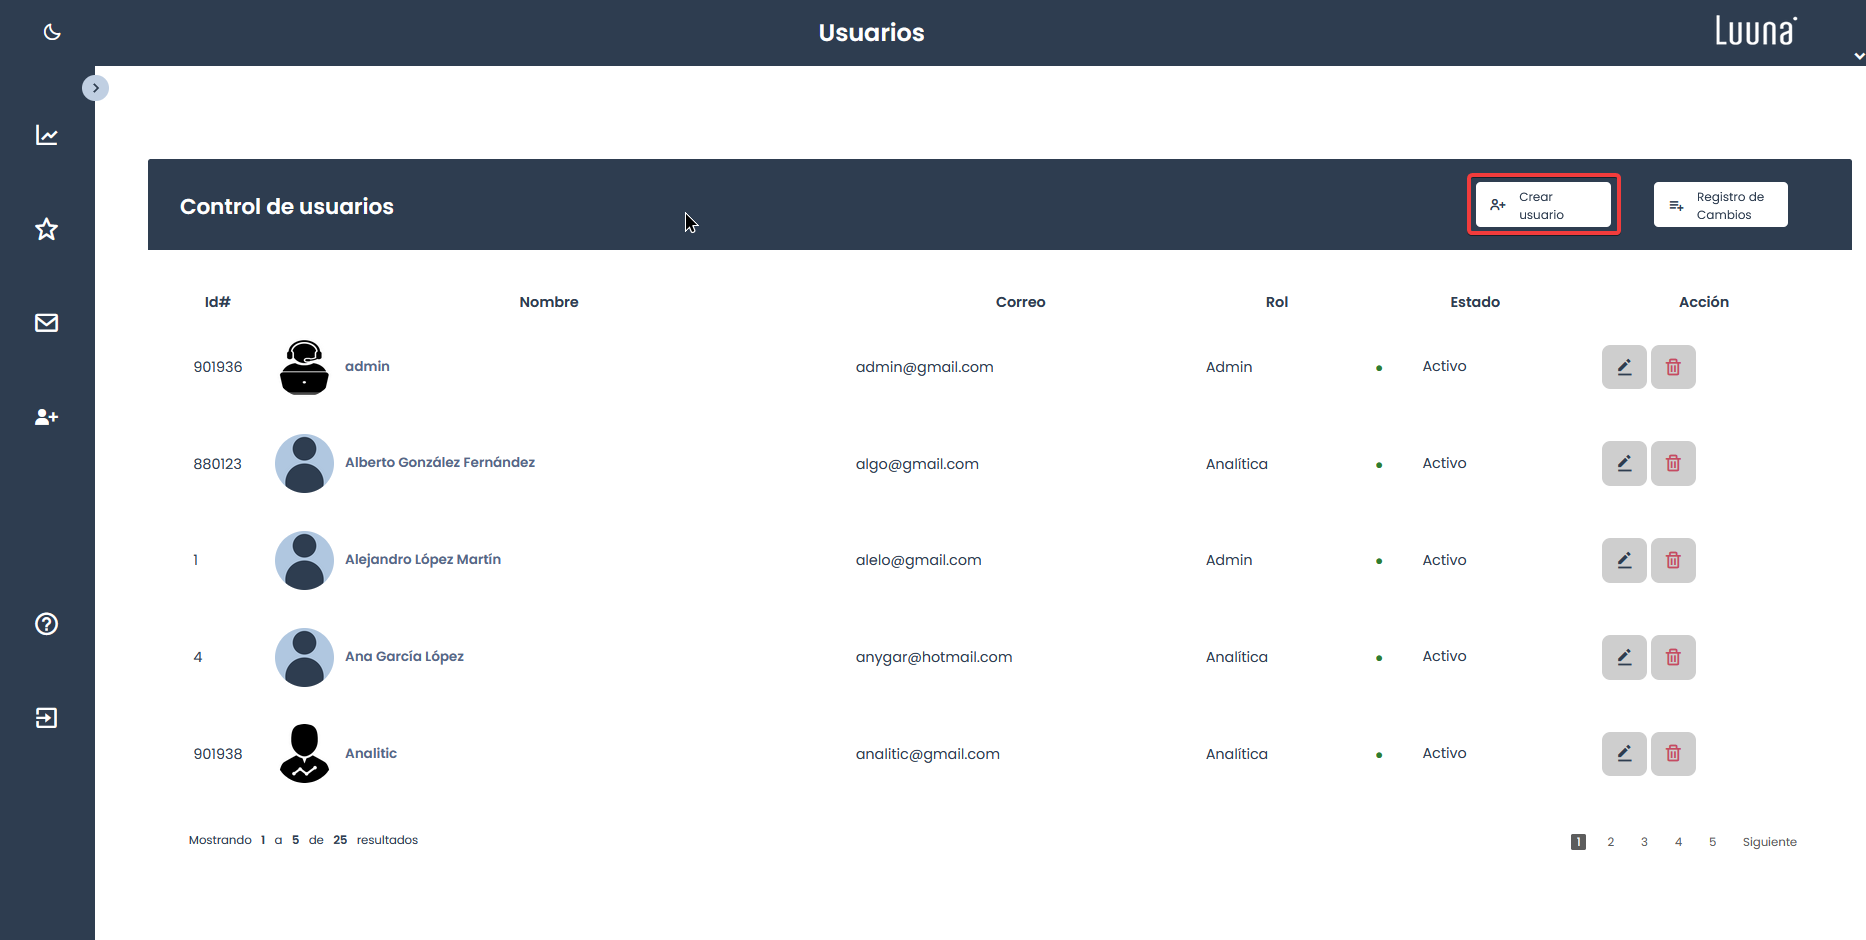 Usuarios
Luuna
Control de usuarios
Crear
usuario
Registro de
Cambios
Id# Nombre Correo Rol Estado Acción
901936 admin admin@gmail.com Admin Activo
880123 Alberto González Fernández algo@gmail.com Analítica Activo
1 Alejandro López Martín alelo@gmail.com Admin Activo
4 Ana García López anygar@hotmail.com Analítica Activo
901938 Analitic analitic@gmail.com Analítica Activo
Mostrando 1 a 5 de 25 resultados
1 2 3 4 5 Siguiente